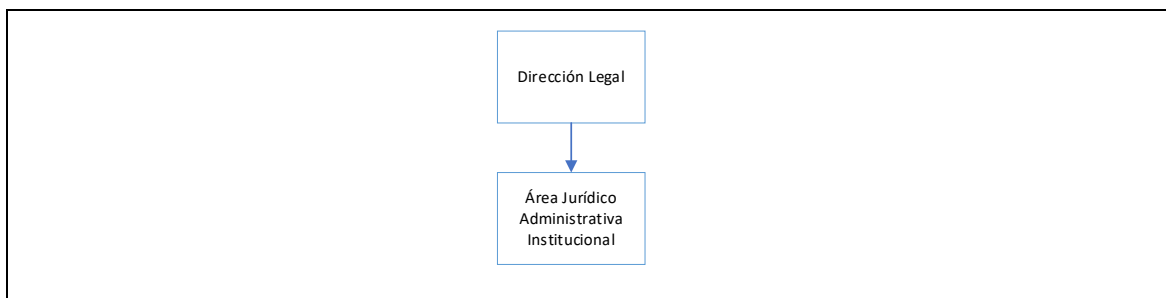 Dirección Legal
Área Jurídico
Administrativa
Institucional